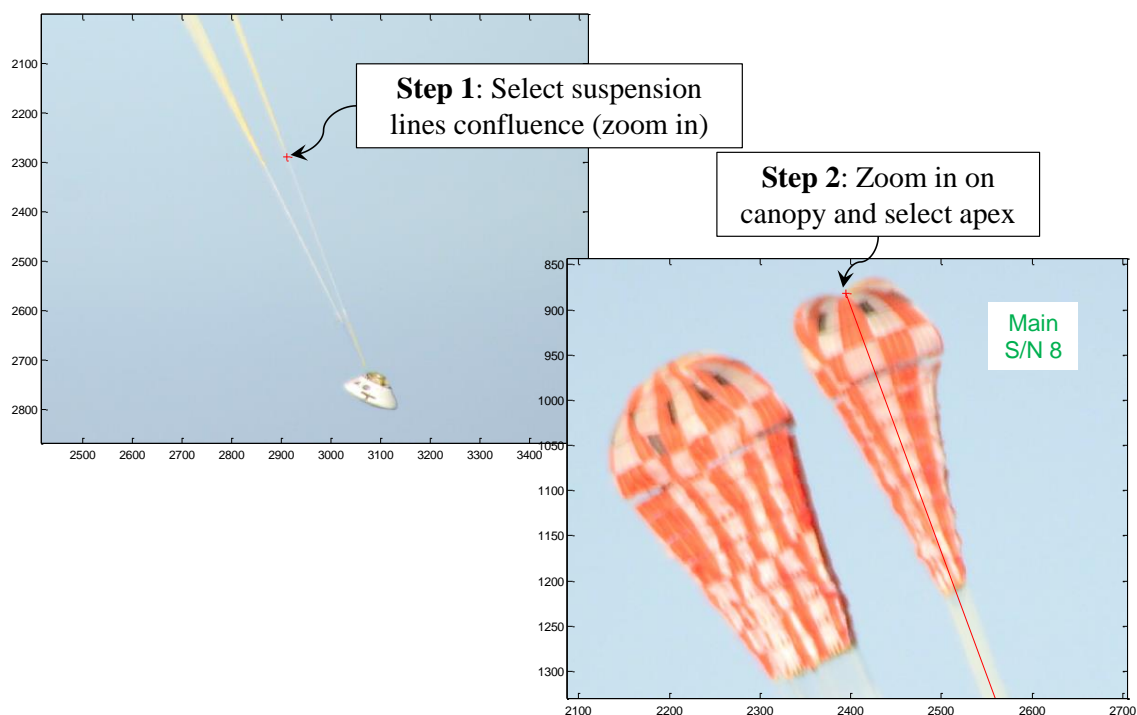 2100
2200
2300
2400
2500
2600
2700
2800
2500 2600 2700 2800 2900 3000 3100 3200 3300 3400
Step 1: Select suspension
lines confluence (zoom in)
Step 2: Zoom in on
canopy and select apex
850
900
950
1000
1050
1100
1150
1200
1250
1300
2100 2200 2300 2400 2500 2600 2700
Main
S/N 8